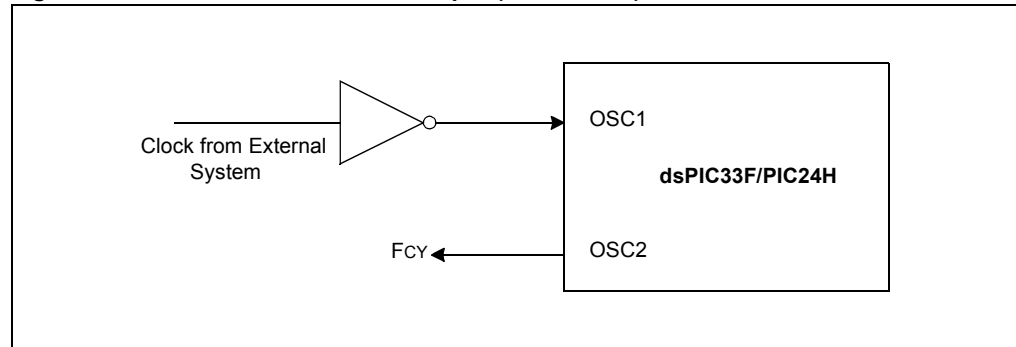 OSC1
Clock from External
System
dsPIC33F/PIC24H
FCY
OSC2